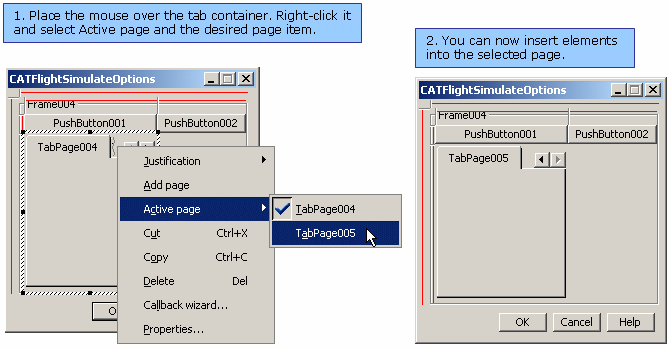 1. Place the mouse over the tab container. Right-click it
and select Active page and the desired page item.
2. You can now insert elements
into the selected page.
CATFlightSimulateOptions
Frame004
PushButton001 PushButton002
TabPage004
Justification
Add page
Active page
Cut Ctrl+X
Copy Ctrl+C
Delete Del
Callback wizard...
Properties...
TabPage004
TabPage005
O
CATFlightSimulateOptions
Frame004
PushButton001 PushButton002
TabPage005
OK Cancel Help